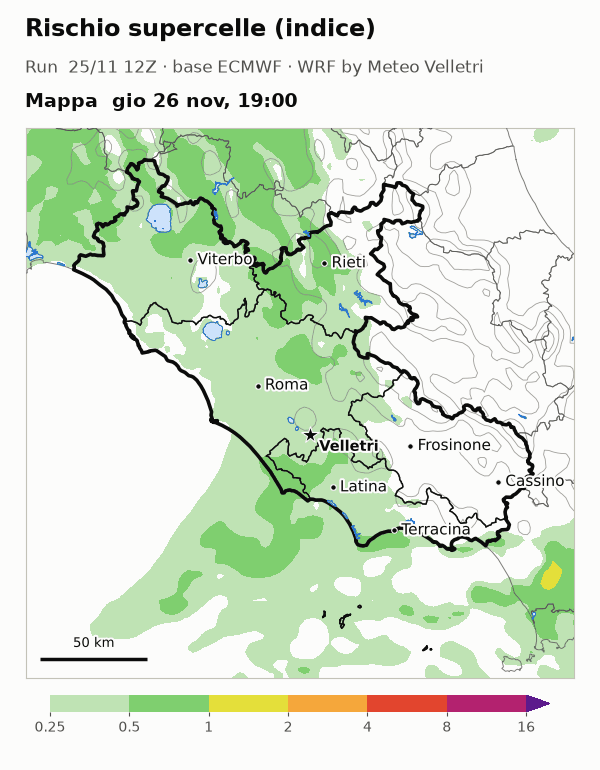 Rischio supercelle (indice)
Run  25/11 12Z · base ECMWF · WRF by Meteo Velletri
Mappa  gio 26 nov, 19:00
Viterbo
Rieti
Roma
Velletri
Frosinone
Cassino
Latina
Terracina
50 km
0.25 0.5 1 2 4 8 16